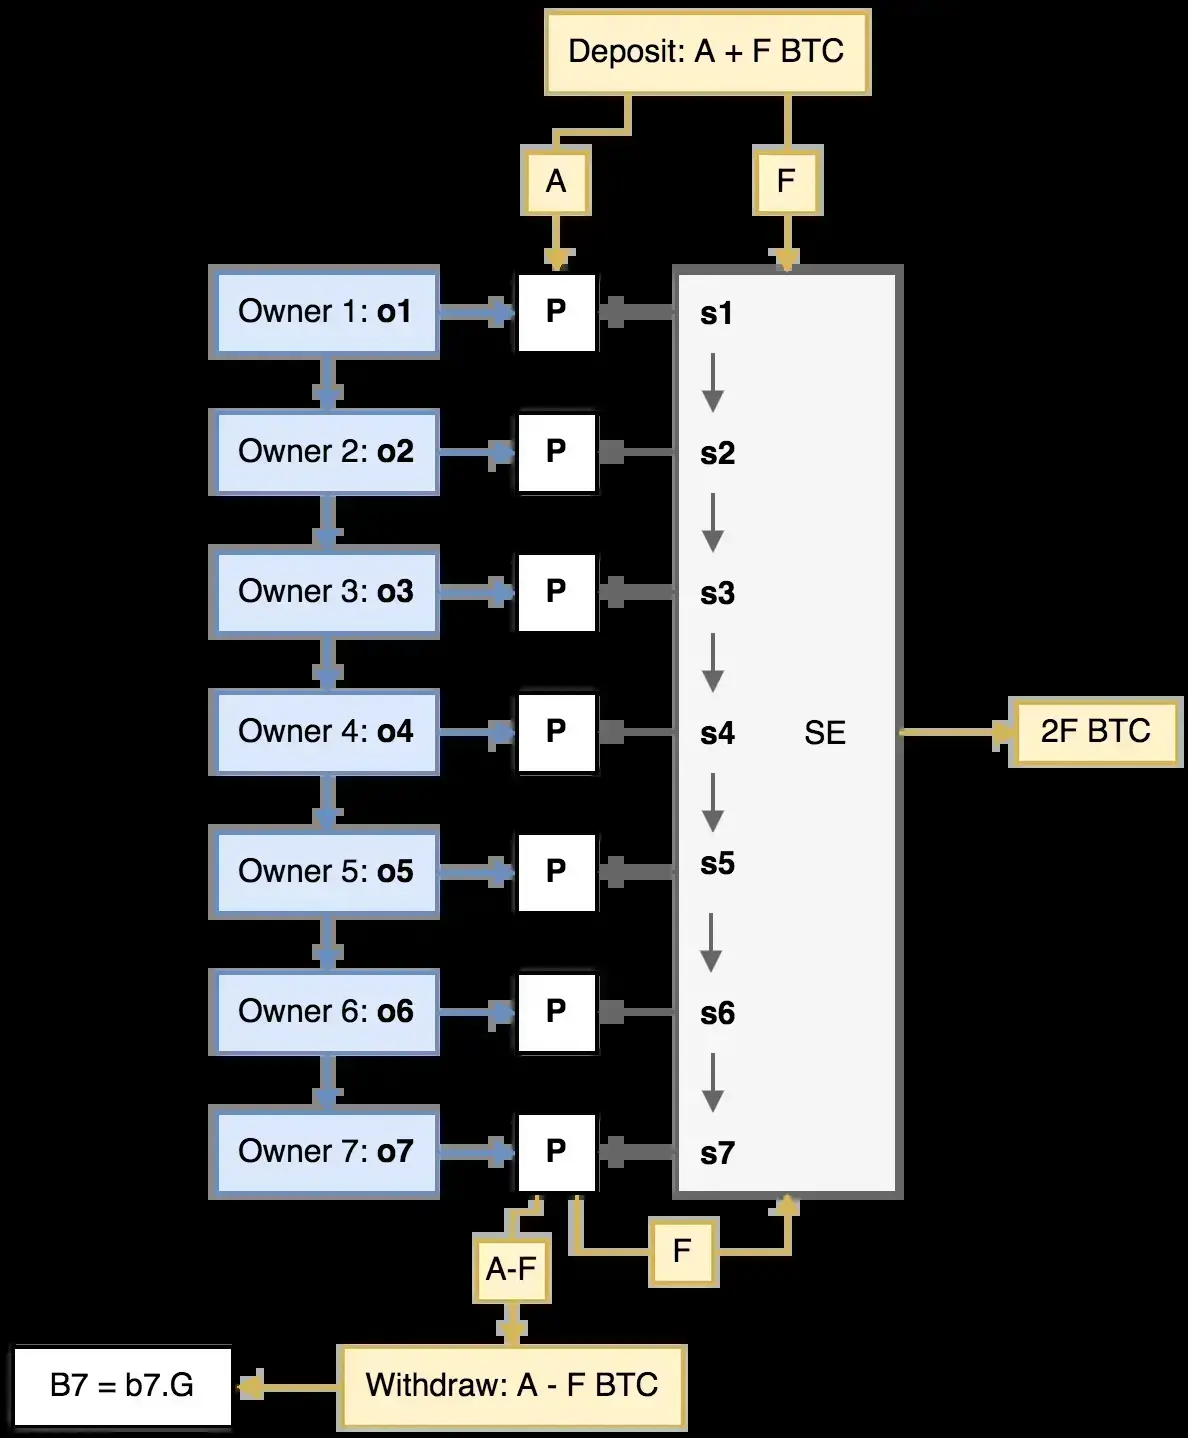 Deposit: A + F BTC
A
F
Owner 1: o1
P
s1
Owner 2: o2
P
s2
Owner 3: o3
P
s3
Owner 4: o4
P
s4
SE
2F BTC
Owner 5: o5
P
s5
Owner 6: o6
P
s6
Owner 7: o7
P
s7
A-F
F
B7 = b7.G
Withdraw: A - F BTC